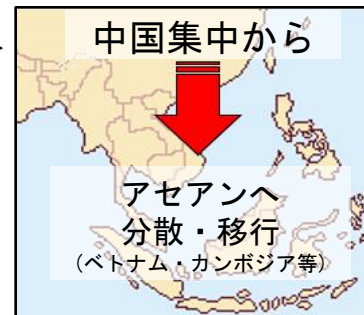 中国集中から
アセアンへ
分散・移行
(ベトナム・カンボジア等)